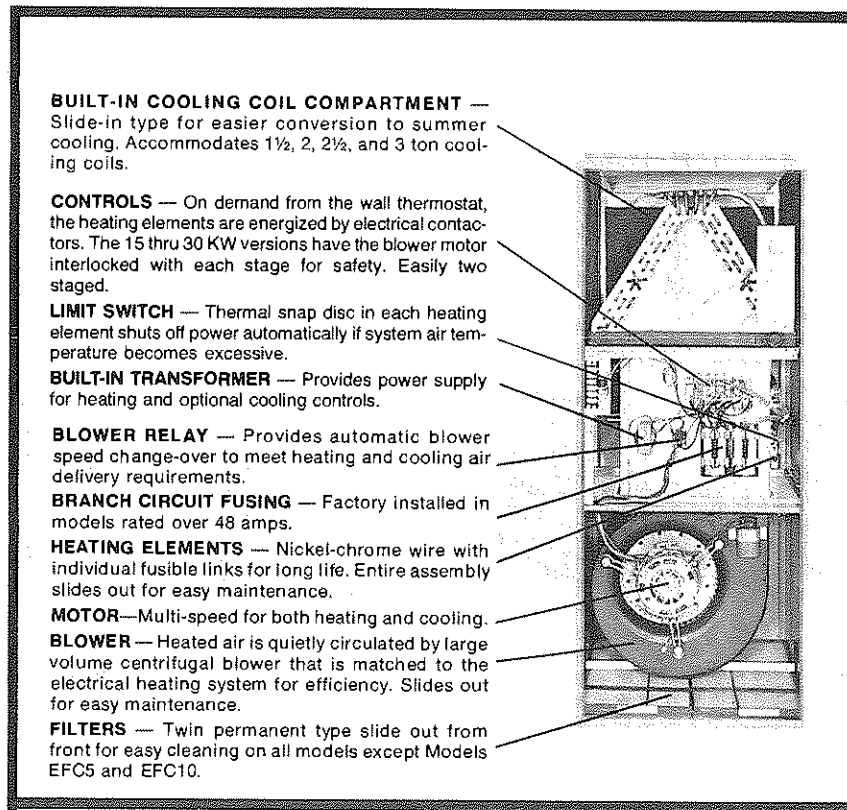 BUILT-IN COOLING COIL COMPARTMENT —
Slide-in type for easier conversion to summer
cooling. Accommodates 1½, 2, 2½, and 3 ton cool-
ing coils.
CONTROLS — On demand from the wall thermostat,
the heating elements are energized by electrical contac-
tors. The 15 thru 30 KW versions have the blower motor
interlocked with each stage for safety. Easily two
staged.
LIMIT SWITCH — Thermal snap disc in each heating
element shuts off power automatically if system air tem-
perature becomes excessive.
BUILT-IN TRANSFORMER — Provides power supply
for heating and optional cooling controls.
BLOWER RELAY — Provides automatic blower
speed change-over to meet heating and cooling air
delivery requirements.
BRANCH CIRCUIT FUSING — Factory installed in
models rated over 48 amps.
HEATING ELEMENTS — Nickel-chrome wire with
individual fusible links for long life. Entire assembly
slides out for easy maintenance.
MOTOR—Multi-speed for both heating and cooling.
BLOWER — Heated air is quietly circulated by large
volume centrifugal blower that is matched to the
electrical heating system for efficiency. Slides out
for easy maintenance.
FILTERS — Twin permanent type slide out from
front for easy cleaning on all models except Models
EFC5 and EFC10.